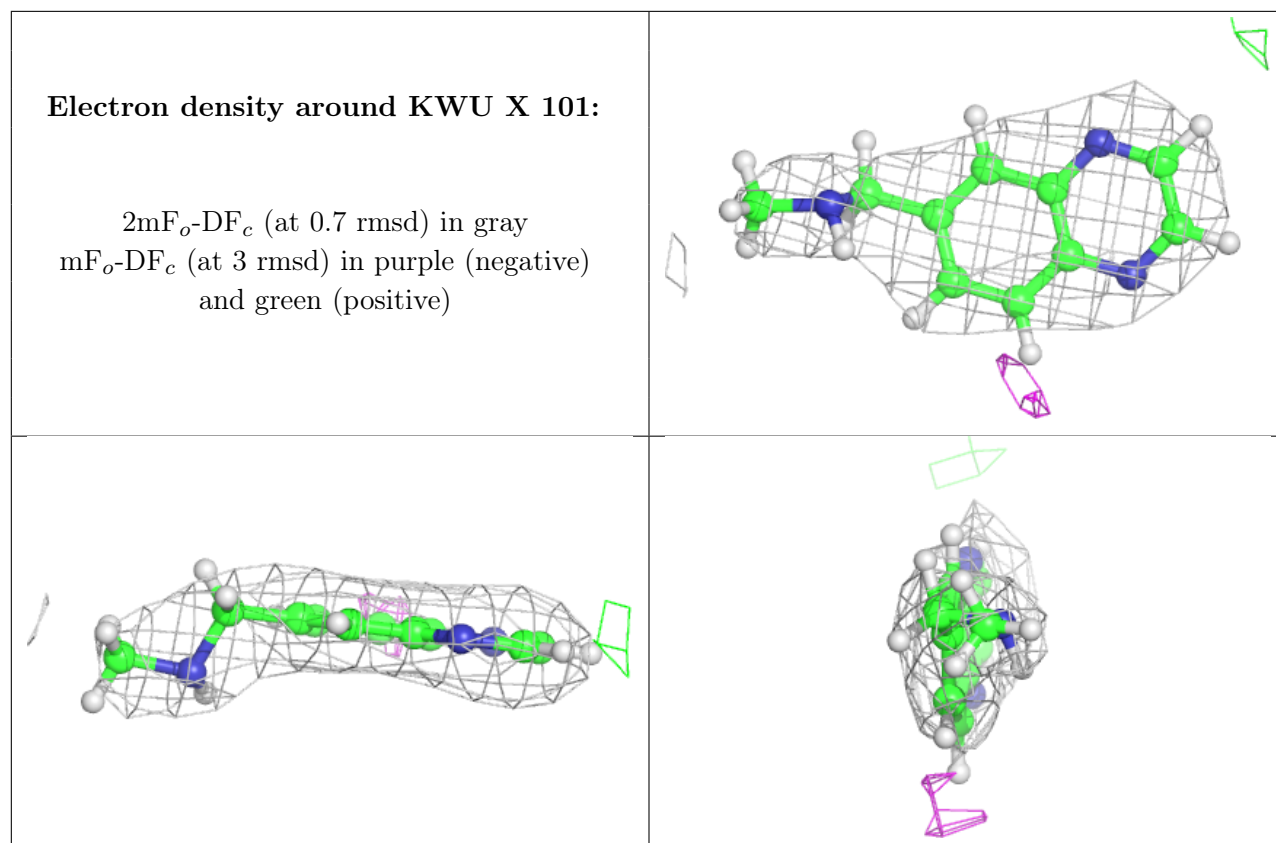 Electron density around KWU X 101:
2mFo-DFc (at 0.7 rmsd) in gray
mFo-DFc (at 3 rmsd) in purple (negative)
and green (positive)